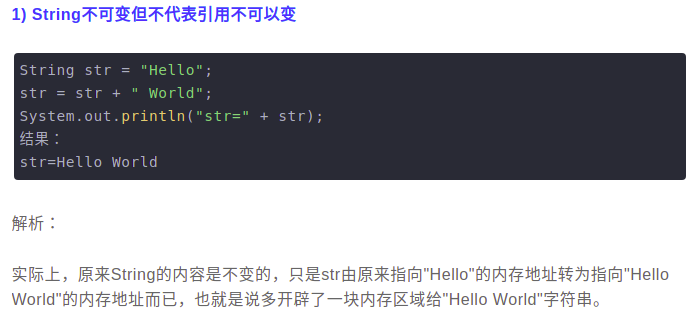 1) String不可变但不代表引用不可以变
String str = "Hello";
str = str + " World";
System.out.println("str=" + str);
结果：
str=Hello World
解析：
实际上，原来String的内容是不变的，只是str由原来指向"Hello"的内存地址转为指向"Hello
World"的内存地址而已，也就是说多开辟了一块内存区域给"Hello World"字符串。